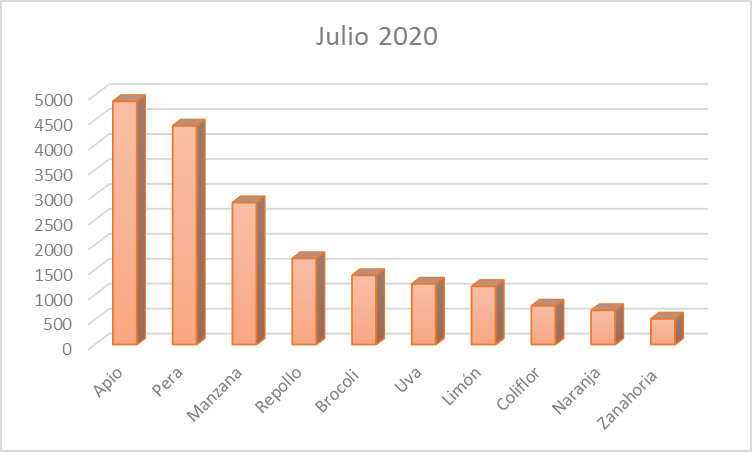 Julio 2020
5000
4500
4000
3500
3000
2500
2000
1500
1000
500
0
Apio
Pera
Manzana
Repollo
Brocoli
Uva
Limón
Coliflor
Naranja
Zanahoria